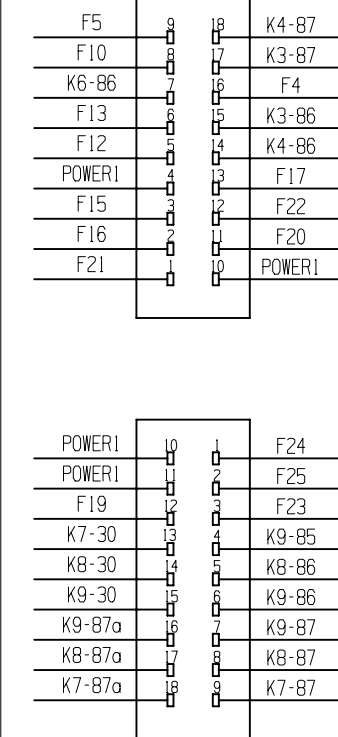 F5 9 18 K4-87
F10 8 17 K3-87
K6-86 7 16 F4
F13 6 15 K3-86
F12 5 14 K4-86
POWER1 4 13 F17
F15 3 12 F22
F16 2 11 F20
F21 1 10 POWER1
POWER1 10 1 F24
POWER1 11 2 F25
F19 12 3 F23
K7-30 13 4 K9-85
K8-30 14 5 K8-86
K9-30 15 6 K9-86
K9-87a 16 7 K9-87
K8-87a 17 8 K8-87
K7-87a 18 9 K7-87